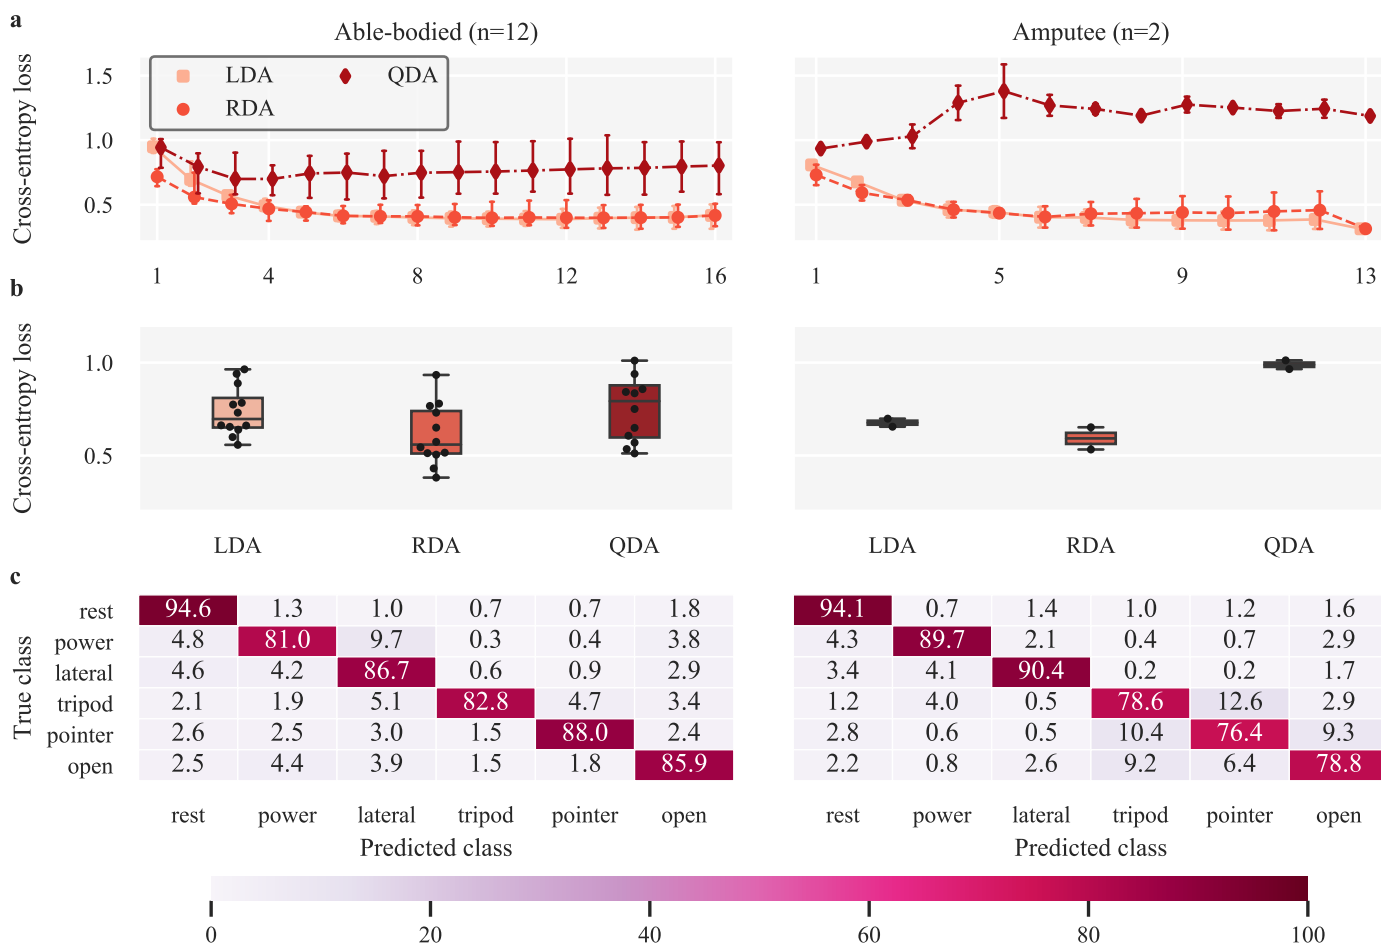 a
Able-bodied (n=12)
Amputee (n=2)
Cross-entropy loss
1.5
1.0
0.5
LDA
QDA
RDA
1 4 8 12 16
1 5 9 13
b
Cross-entropy loss
1.0
0.5
LDA RDA QDA
LDA RDA QDA
c
True class
rest 94.6 1.3 1.0 0.7 0.7 1.8
power 4.8 81.0 9.7 0.3 0.4 3.8
lateral 4.6 4.2 86.7 0.6 0.9 2.9
tripod 2.1 1.9 5.1 82.8 4.7 3.4
pointer 2.6 2.5 3.0 1.5 88.0 2.4
open 2.5 4.4 3.9 1.5 1.8 85.9
rest power lateral tripod pointer open
Predicted class
94.1 0.7 1.4 1.0 1.2 1.6
4.3 89.7 2.1 0.4 0.7 2.9
3.4 4.1 90.4 0.2 0.2 1.7
1.2 4.0 0.5 78.6 12.6 2.9
2.8 0.6 0.5 10.4 76.4 9.3
2.2 0.8 2.6 9.2 6.4 78.8
rest power lateral tripod pointer open
Predicted class
0 20 40 60 80 100